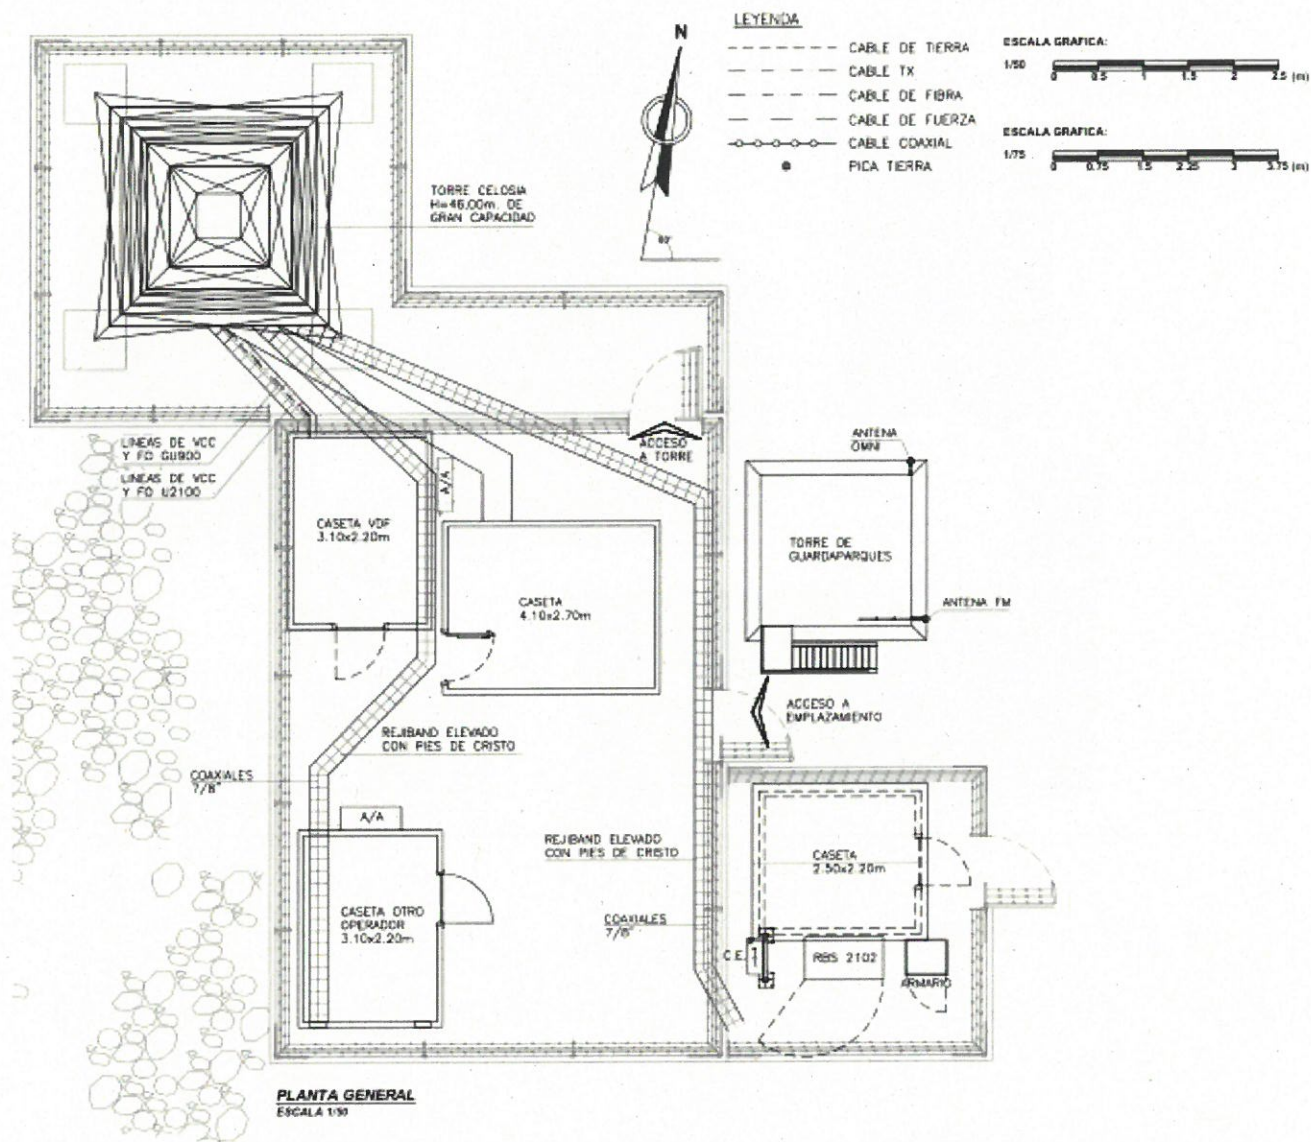 LEYENDA
CABLE DE TIERRA
CABLE TX
CABLE DE FIBRA
CABLE DE FUERZA
CABLE COAXIAL
PICA TIERRA
ESCALA GRAFICA:
1/50
0 0.5 1 1.5 2 2.5 (m)
ESCALA GRAFICA:
1/75
0 0.75 1.5 2.25 3 3.75 (m)
N
TORRE CELOSIA
H=46.00m. DE
GRAN CAPACIDAD
LINEAS DE VCC
Y FO GU900
LINEAS DE VCC
Y FO U2100
ACCESO
A TORRE
A/A
CASETA VDF
3.10x2.20m
CASETA
4.10x2.70m
ANTENA
OMNI
TORRE DE
GUARDAPARQUES
ANTENA FM
ACCESO A
EMPLAZAMIENTO
REJIBAND ELEVADO
CON PIES DE CRISTO
COAXIALES
7/8"
A/A
REJIBAND ELEVADO
CON PIES DE CRISTO
CASETA
2.50x2.20m
CASETA OTRO
OPERADOR
3.10x2.20m
COAXIALES
7/8"
C.E.
RBS 2102
ARMARIO
PLANTA GENERAL
ESCALA 1/50